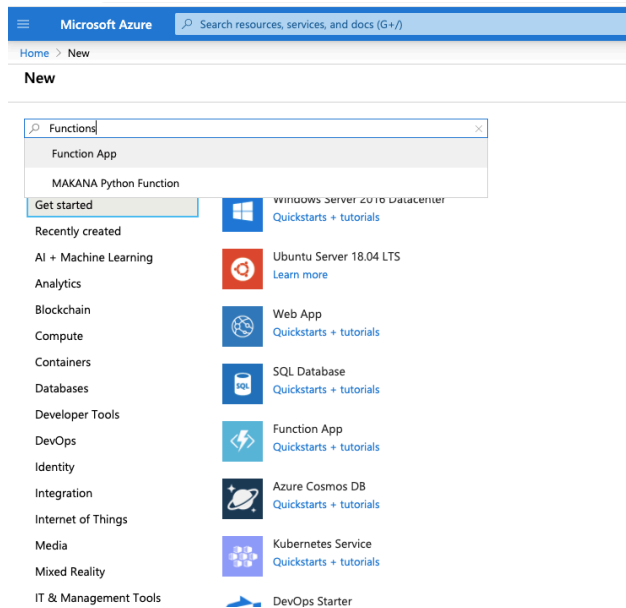 Microsoft Azure
Search resources, services, and docs (G+/)
Home > New
New
Functions
Function App
MAKANA Python Function
Get started
Recently created
AI + Machine Learning
Analytics
Blockchain
Compute
Containers
Databases
Developer Tools
DevOps
Identity
Integration
Internet of Things
Media
Mixed Reality
IT & Management Tools
Windows Server 2016 Datacenter
Quickstarts + tutorials
Ubuntu Server 18.04 LTS
Learn more
Web App
Quickstarts + tutorials
SQL
SQL Database
Quickstarts + tutorials
Function App
Quickstarts + tutorials
Azure Cosmos DB
Quickstarts + tutorials
Kubernetes Service
Quickstarts + tutorials
DevOps Starter